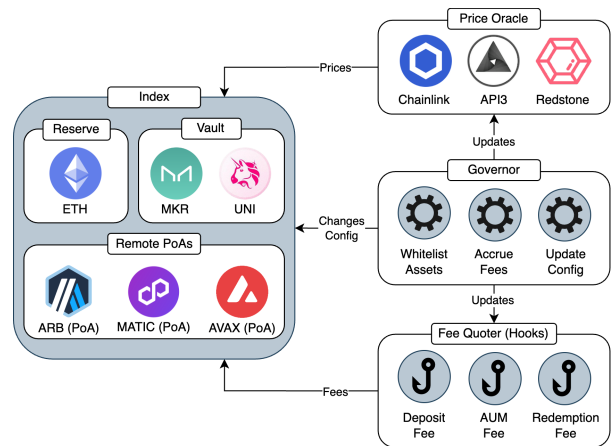 Price Oracle
Chainlink
API3
Redstone
Prices
Index
Reserve
ETH
Vault
MKR
UNI
Remote PoAs
ARB (PoA)
MATIC (PoA)
AVAX (PoA)
Updates
Governor
Whitelist
Assets
Accrue
Fees
Update
Config
Changes
Config
Updates
Fee Quoter (Hooks)
Deposit
Fee
AUM
Fee
Redemption
Fee
Fees